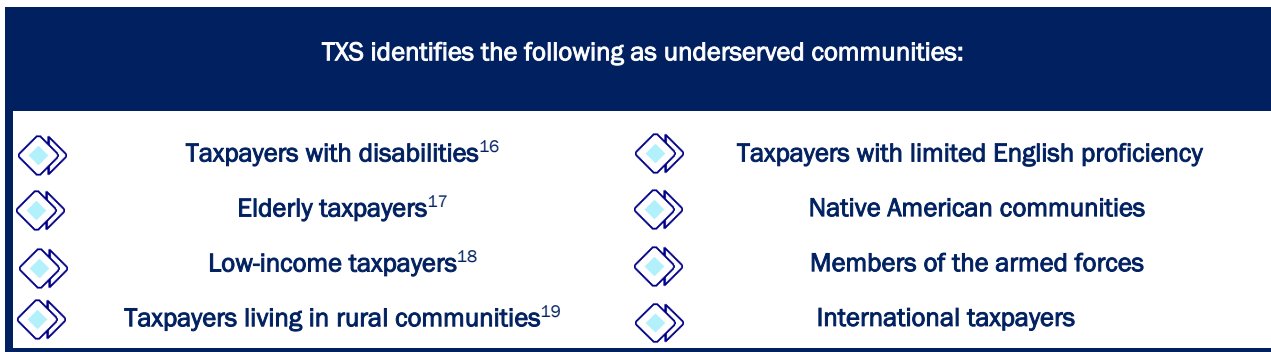 TXS identifies the following as underserved communities:
Taxpayers with disabilities16
Elderly taxpayers17
Low-income taxpayers18
Taxpayers living in rural communities19
Taxpayers with limited English proficiency
Native American communities
Members of the armed forces
International taxpayers